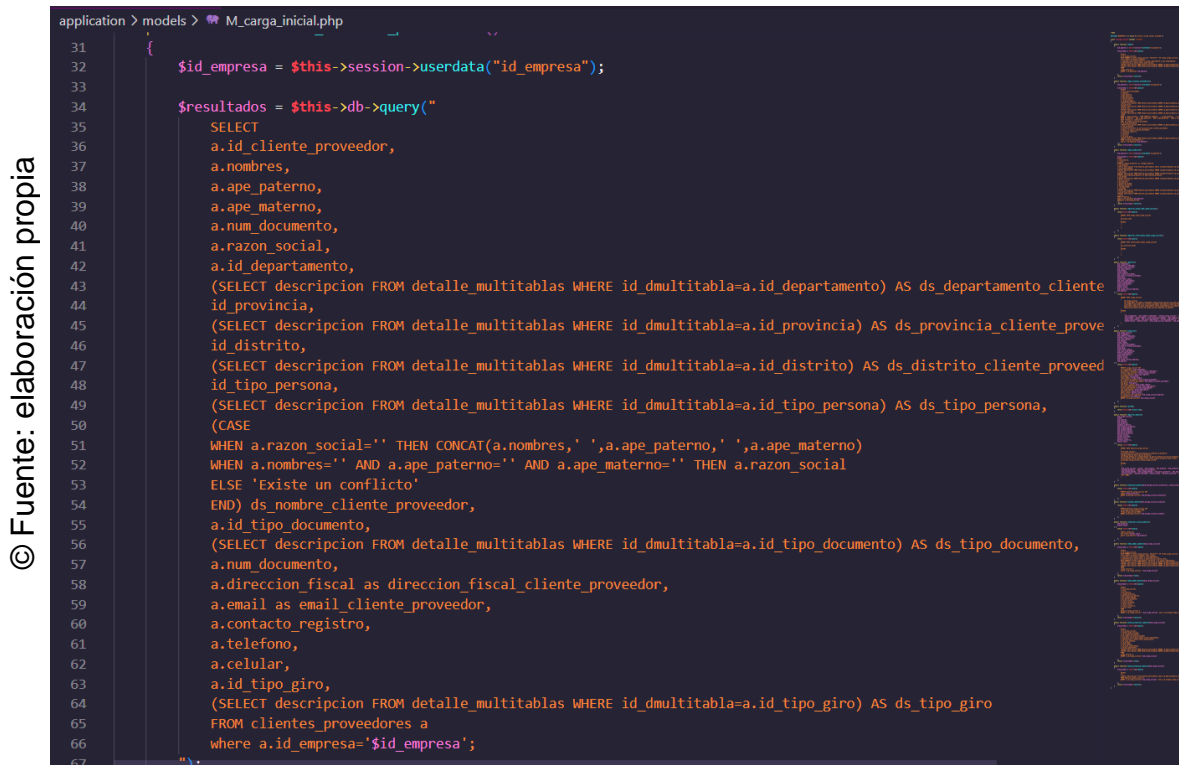 © Fuente: elaboración propia
application > models > M_carga_inicial.php
31 {
32 $id_empresa = $this->session->userdata("id_empresa");
33
34 $resultados = $this->db->query("
35 SELECT
36 a.id_cliente_proveedor,
37 a.nombres,
38 a.ape_paterno,
39 a.ape_materno,
40 a.num_documento,
41 a.razon_social,
42 a.id_departamento,
43 (SELECT descripcion FROM detalle_multitablas WHERE id_dmultitabla=a.id_departamento) AS ds_departamento_cliente
44 id_provincia,
45 (SELECT descripcion FROM detalle_multitablas WHERE id_dmultitabla=a.id_provincia) AS ds_provincia_cliente_prove
46 id_distrito,
47 (SELECT descripcion FROM detalle_multitablas WHERE id_dmultitabla=a.id_distrito) AS ds_distrito_cliente_proveed
48 id_tipo_persona,
49 (SELECT descripcion FROM detalle_multitablas WHERE id_dmultitabla=a.id_tipo_persona) AS ds_tipo_persona,
50 (CASE
51 WHEN a.razon_social='' THEN CONCAT(a.nombres,' ',a.ape_paterno,' ',a.ape_materno)
52 WHEN a.nombres='' AND a.ape_paterno='' AND a.ape_materno='' THEN a.razon_social
53 ELSE 'Existe un conflicto'
54 END) ds_nombre_cliente_proveedor,
55 a.id_tipo_documento,
56 (SELECT descripcion FROM detalle_multitablas WHERE id_dmultitabla=a.id_tipo_documento) AS ds_tipo_documento,
57 a.num_documento,
58 a.direccion_fiscal as direccion_fiscal_cliente_proveedor,
59 a.email as email_cliente_proveedor,
60 a.contacto_registro,
61 a.telefono,
62 a.celular,
63 a.id_tipo_giro,
64 (SELECT descripcion FROM detalle_multitablas WHERE id_dmultitabla=a.id_tipo_giro) AS ds_tipo_giro
65 FROM clientes_proveedores a
66 where a.id_empresa='$id_empresa';
67 ");